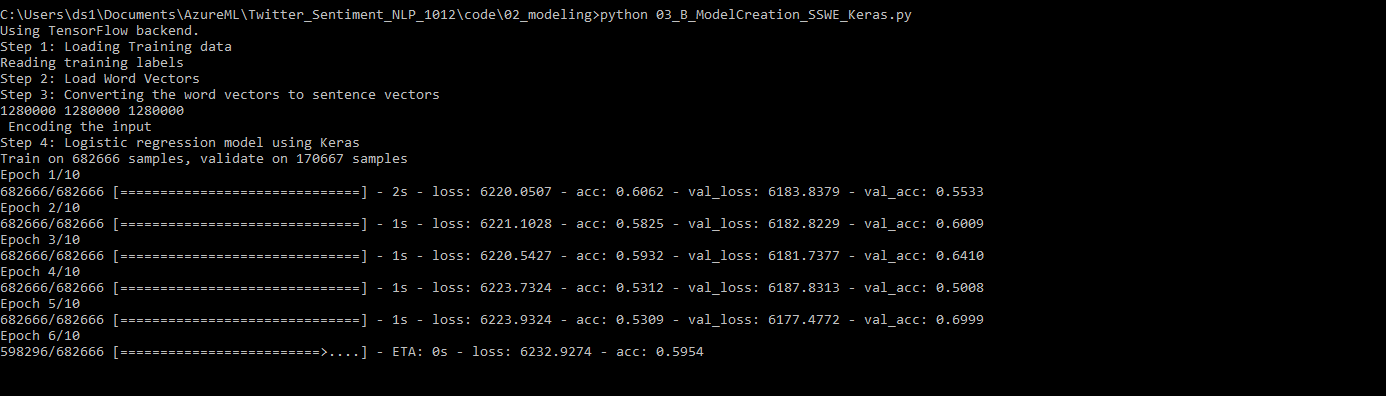 C:\Users\ds1\Documents\AzureML\Twitter_Sentiment_NLP_1012\code\02_modeling>python 03_B_ModelCreation_SSWE_Keras.py
Using TensorFlow backend.
Step 1: Loading Training data
Reading training labels
Step 2: Load Word Vectors
Step 3: Converting the word vectors to sentence vectors
1280000 1280000 1280000
 Encoding the input
Step 4: Logistic regression model using Keras
Train on 682666 samples, validate on 170667 samples
Epoch 1/10
682666/682666 [==============================] - 2s - loss: 6220.0507 - acc: 0.6062 - val_loss: 6183.8379 - val_acc: 0.5533
Epoch 2/10
682666/682666 [==============================] - 1s - loss: 6221.1028 - acc: 0.5825 - val_loss: 6182.8229 - val_acc: 0.6009
Epoch 3/10
682666/682666 [==============================] - 1s - loss: 6220.5427 - acc: 0.5932 - val_loss: 6181.7377 - val_acc: 0.6410
Epoch 4/10
682666/682666 [==============================] - 1s - loss: 6223.7324 - acc: 0.5312 - val_loss: 6187.8313 - val_acc: 0.5008
Epoch 5/10
682666/682666 [==============================] - 1s - loss: 6223.9324 - acc: 0.5309 - val_loss: 6177.4772 - val_acc: 0.6999
Epoch 6/10
598296/682666 [=========================>....] - ETA: 0s - loss: 6232.9274 - acc: 0.5954